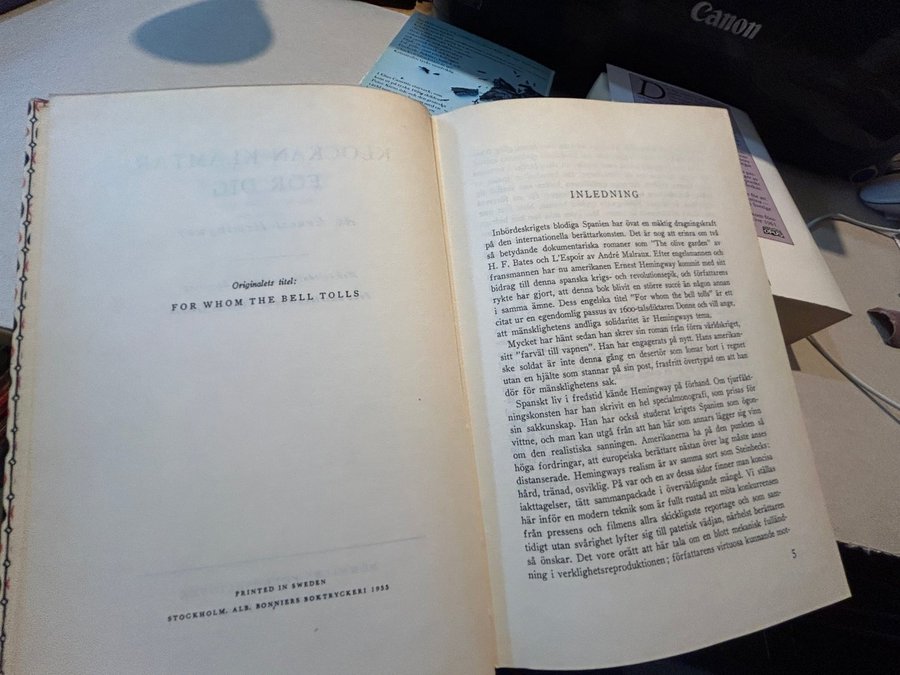 Originalets titel:
FOR WHOM THE BELL TOLLS
PRINTED IN SWEDEN
STOCKHOLM, ALB. BONNIERS BOKTRYCKERI 1955
INLEDNING
Inbördeskrigets blodiga Spanien har övat en mäktig dragningskraft
på den internationella berättarkonsten. Det är nog att erinra om två
så betydande dokumentariska romaner som "The olive garden" av
H. F. Bates och L'Espoir av André Malraux. Efter engelsmannen och
fransmannen har nu amerikanen Ernest Hemingway kommit med sitt
bidrag till denna spanska krigs- och revolutionsepik, och författarens
rykte har gjort, att denna bok blivit en större succé än någon annan
i samma ämne. Dess engelska titel "For whom the bell tolls" är ett
citat ur en egendomlig passus av 1600-talsdiktaren Donne och vill ange,
att mänsklighetens andliga solidaritet är Hemingways tema.
Mycket har hänt sedan han skrev sin roman från förra världskriget,
sitt "farväl till vapnen". Han har engagerats på nytt. Hans amerikan-
ske soldat är inte denna gång en desertör som lomar bort i regnet
utan en hjälte som stannar på sin post, frasfritt övertygad om att han
dör för mänsklighetens sak.
Spanskt liv i fredstid kände Hemingway på förhand. Om tjurfäkt-
ningskonsten har han skrivit en hel specialmonografi, som prisas för
sin sakkunskap. Han har också studerat krigets Spanien som ögon-
vittne, och man kan utgå från att han här som annars lägger sig vinn
om den realistiska sanningen. Amerikanerna ha på den punkten så
höga fordringar, att europeiska berättare nästan över lag måste anses
distanserade. Hemingways realism är av samma sort som Steinbecks:
hård, tränad, osviklig. På var och en av dessa sidor finner man koncisa
iakttagelser, tätt sammanpackade i överväldigande mängd. Vi ställas
här inför en modern teknik som är fullt rustad att möta konkurrensen
från pressens och filmens allra skickligaste reportage och som sam-
tidigt utan svårighet lyfter sig till patetisk vädjan, närhelst berättaren
så önskar. Det vore orätt att här tala om en blott mekanisk fulländ-
ning i verklighetsreproduktionen; författarens virtuosa kunnande mot-
5
Canon
D